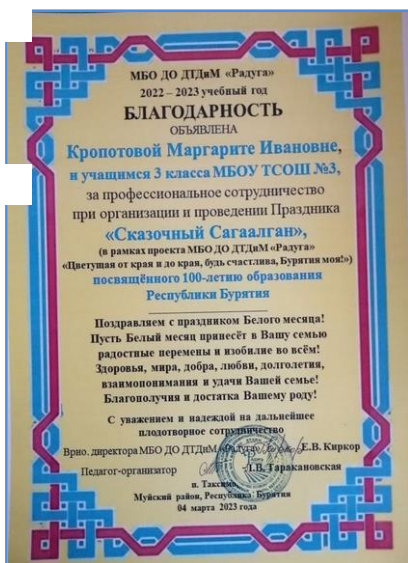 МБО ДО ДТДиМ «Радуга»
2022 – 2023 учебный год
БЛАГОДАРНОСТЬ
ОБЪЯВЛЕНА
Кропотовой Маргарите Ивановне,
и учащимся 3 класса МБОУ ТСОШ №3,
за профессиональное сотрудничество
при организации и проведении Праздника
«Сказочный Сагаалган»,
(в рамках проекта МБО ДО ДТДиМ «Радуга»
«Цветущая от края и до края, будь счастлива, Бурятия моя!»)
посвящённого 100-летию образования
Республики Бурятия
Поздравляем с праздником Белого месяца!
Пусть Белый месяц принесёт в Вашу семью
радостные перемены и изобилие во всём!
Здоровья, мира, добра, любви, долголетия,
взаимопонимания и удачи Вашей семье!
Благополучия и достатка Вашему роду!
С уважением и надеждой на дальнейшее
плодотворное сотрудничество
Врио. директора МБО ДО ДТДиМ «Радуга» Е.В. Киркор
Педагог-организатор Л.В. Таракановская
п. Таксимо
Муйский район, Республика Бурятия
04 марта 2023 года